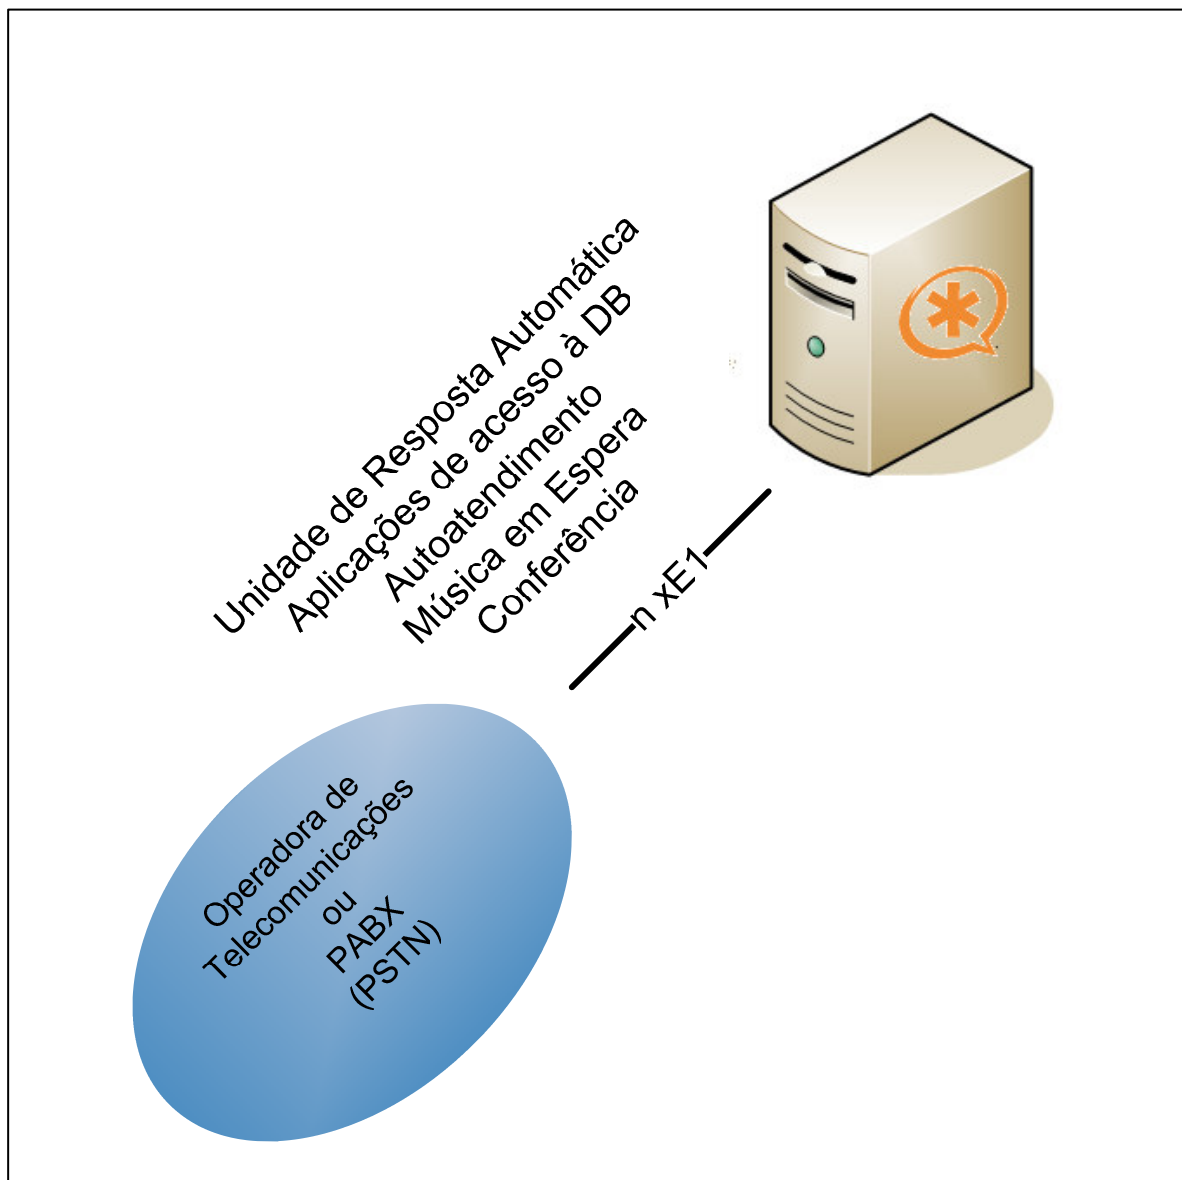 Unidade de Resposta Automática
Aplicações de acesso à DB
Autoatendimento
Música em Espera
Conferência
n xE1
Operadora de
Telecomunicações
ou
PABX
(PSTN)